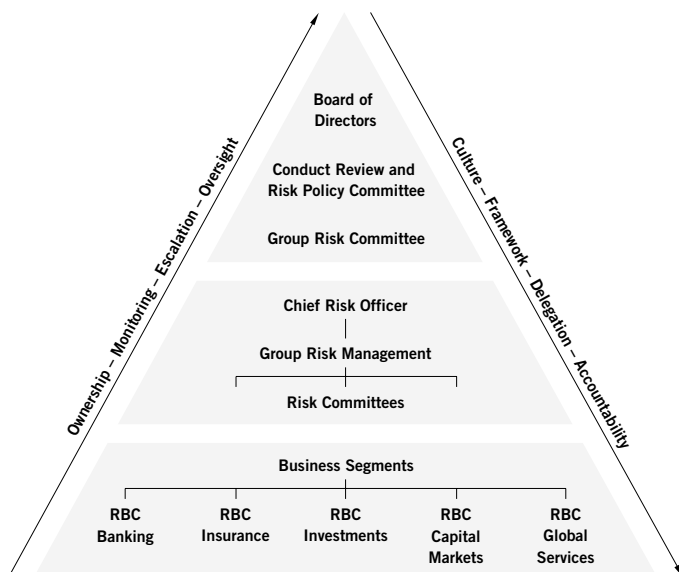 Board of
Directors
Conduct Review and
Risk Policy Committee
Group Risk Committee
Ownership – Monitoring – Escalation – Oversight
Culture – Framework – Delegation – Accountability
Chief Risk Officer
Group Risk Management
Risk Committees
Business Segments
RBC
Banking
RBC
Insurance
RBC
Investments
RBC
Capital
Markets
RBC
Global
Services